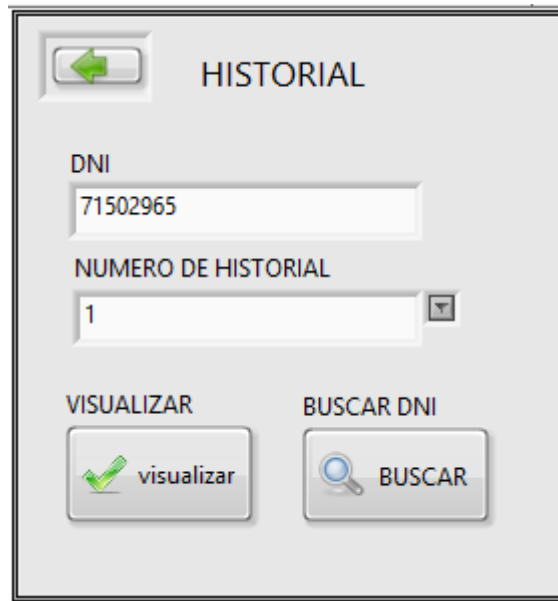 HISTORIAL
DNI
71502965
NUMERO DE HISTORIAL
1
VISUALIZAR
BUSCAR DNI
visualizar
BUSCAR